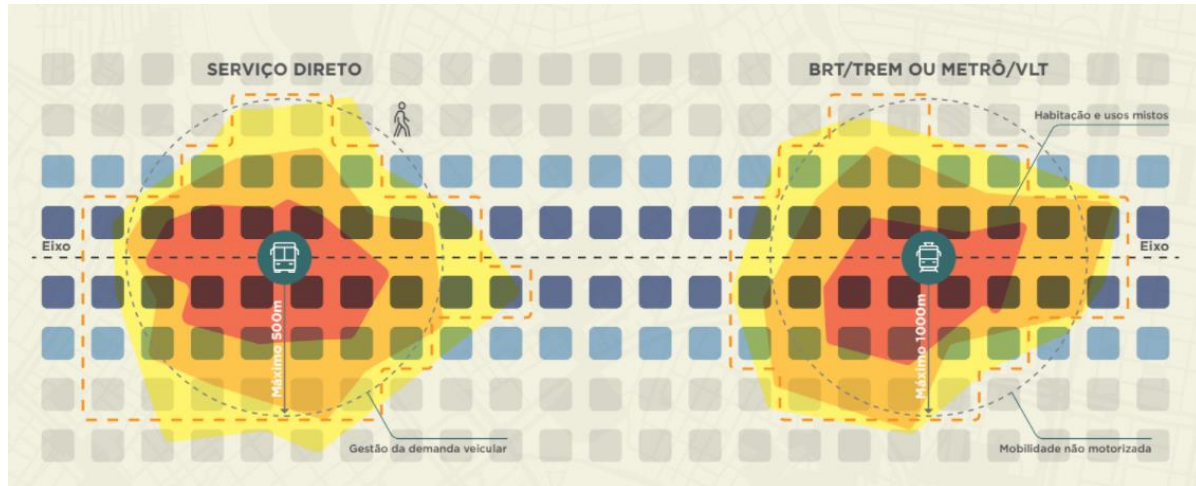 SERVIÇO DIRETO
BRT/TREM OU METRÔ/VLT
Habitação e usos mistos
Eixo
Eixo
Máximo 500m
Máximo 1000m
Gestão da demanda veicular
Mobilidade não motorizada